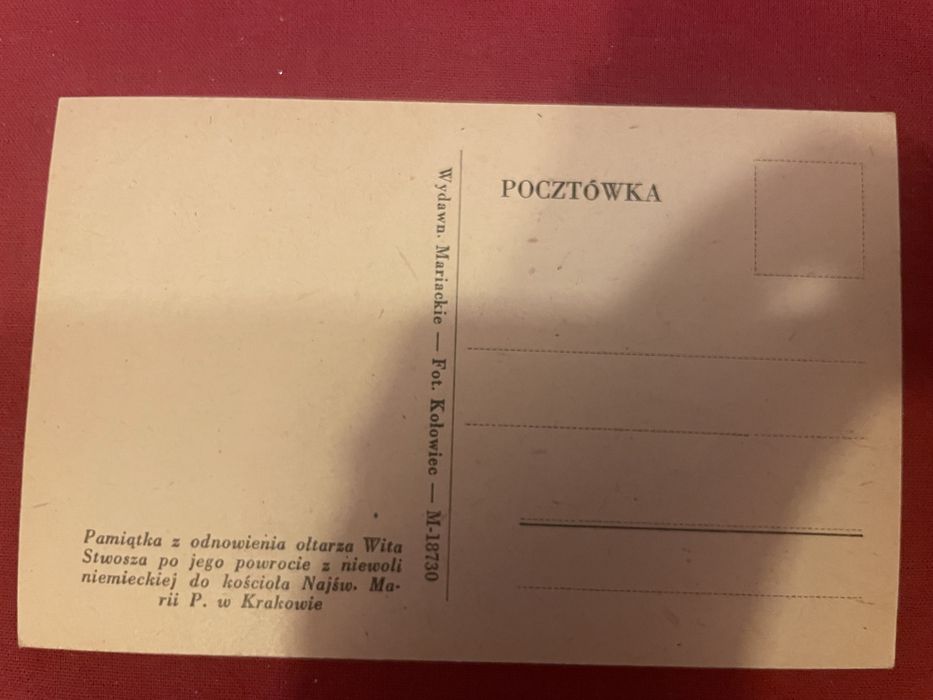 POCZTÓWKA
Wydawn. Mariackie — Fot. Kołowiec — M-18730
Pamiątka z odnowienia ołtarza Wita
Stwosza po jego powrocie z niewoli
niemieckiej do kościoła Najśw. Ma-
rii P. w Krakowie